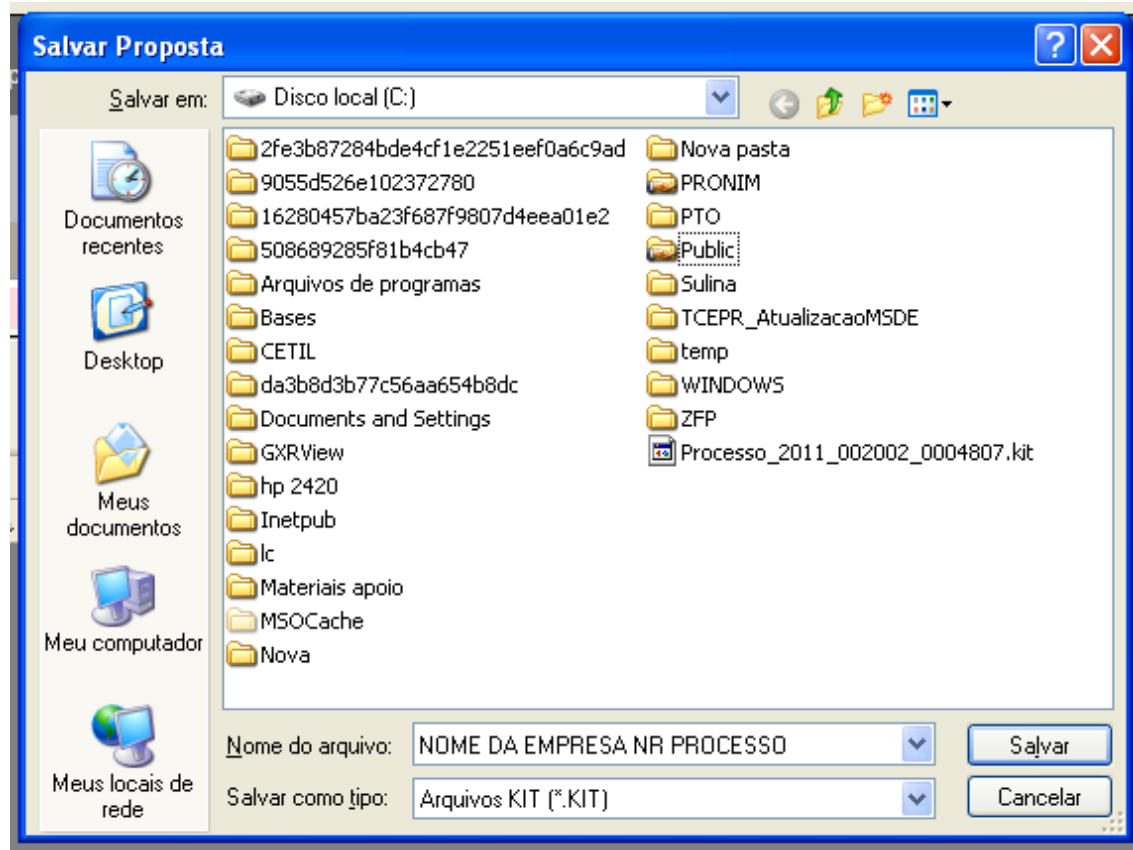 Salvar Proposta
Salvar em:
Disco local (C:)
Documentos
recentes
Desktop
Meus
documentos
Meu computador
Meus locais de
rede
2fe3b87284bde4cf1e2251eef0a6c9ad
9055d526e102372780
16280457ba23f687f9807d4eea01e2
508689285f81b4cb47
Arquivos de programas
Bases
CETIL
da3b8d3b77c56aa654b8dc
Documents and Settings
GXRView
hp 2420
Inetpub
lc
Materiais apoio
MSOCache
Nova
Nova pasta
PRONIM
PTO
Public
Sulina
TCEPR_AtualizacaoMSDE
temp
WINDOWS
ZFP
Processo_2011_002002_0004807.kit
Nome do arquivo:
NOME DA EMPRESA NR PROCESSO
Salvar
Salvar como tipo:
Arquivos KIT (*.KIT)
Cancelar